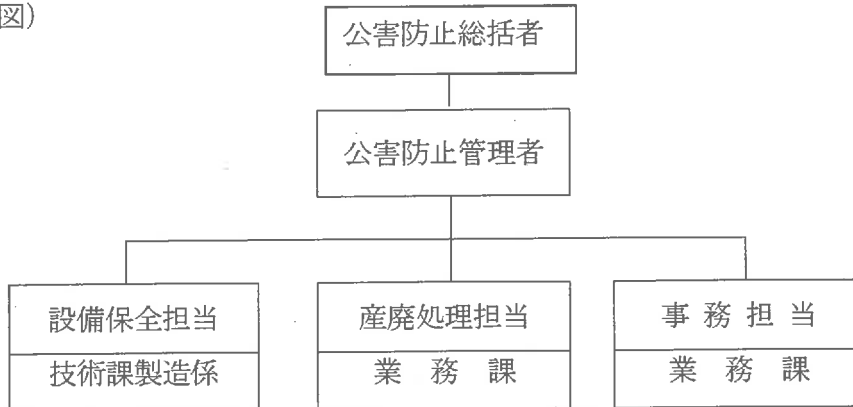 図)
公害防止総括者
公害防止管理者
設備保全担当
産廃処理担当
事務担当
技術課製造係
業務課
業務課